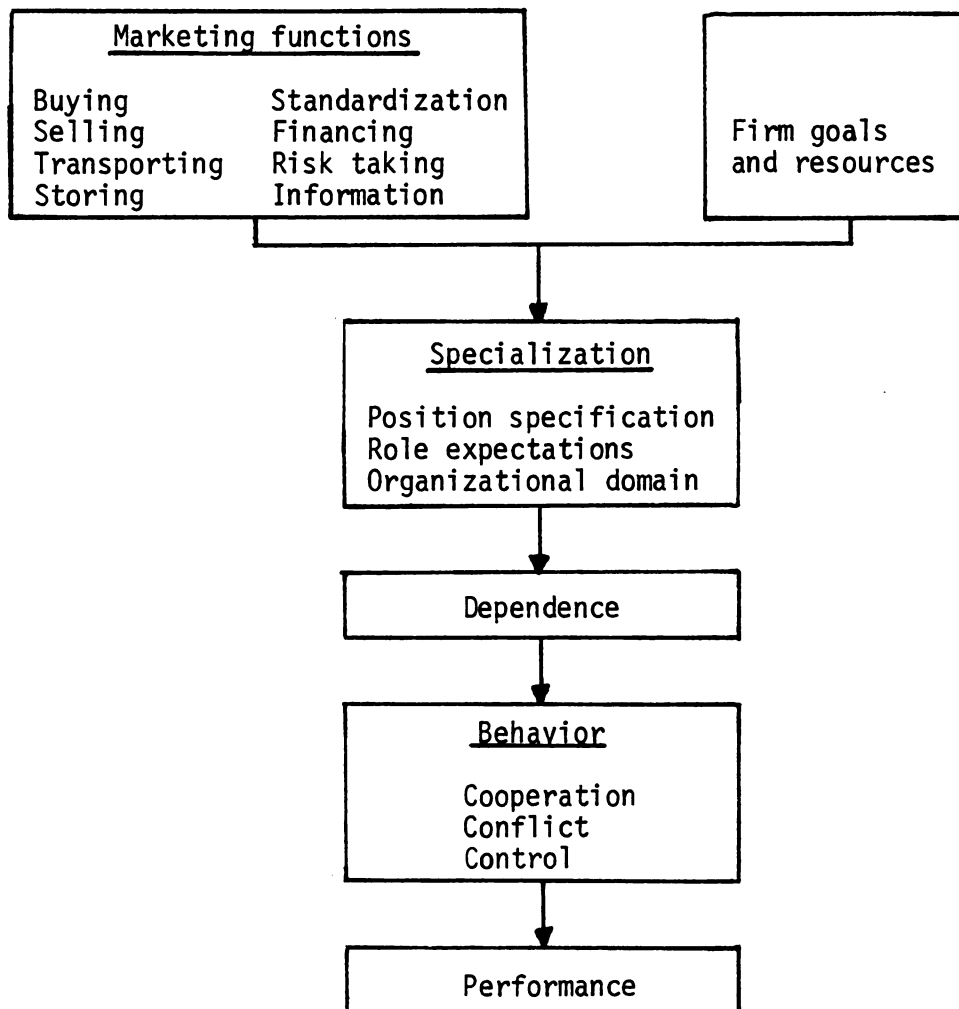 Marketing functions
Buying Standardization
Selling Financing
Transporting Risk taking
Storing Information
Firm goals
and resources
Specialization
Position specification
Role expectations
Organizational domain
Dependence
Behavior
Cooperation
Conflict
Control
Performance